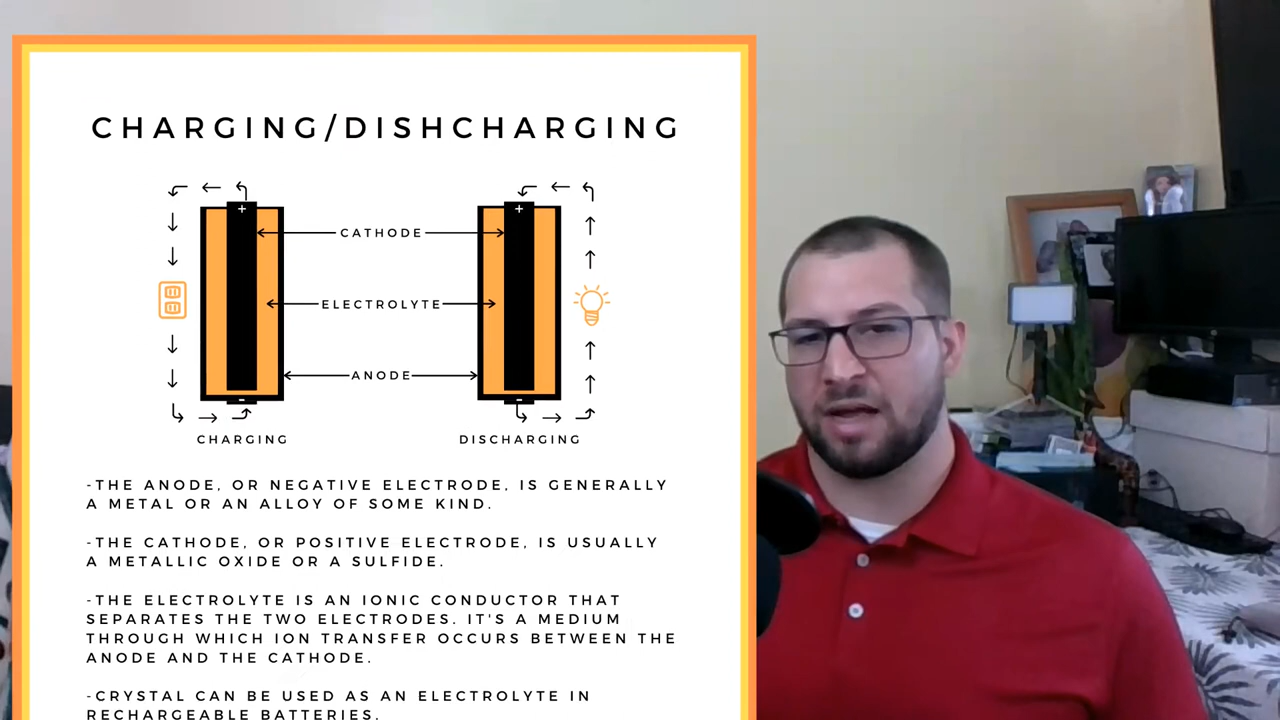 CHARGING/DISHCHARGING
+
+
CATHODE
ELECTROLYTE
ANODE
-
-
CHARGING
DISCHARGING
-THE ANODE, OR NEGATIVE ELECTRODE, IS GENERALLY
A METAL OR AN ALLOY OF SOME KIND.
-THE CATHODE, OR POSITIVE ELECTRODE, IS USUALLY
A METALLIC OXIDE OR A SULFIDE.
-THE ELECTROLYTE IS AN IONIC CONDUCTOR THAT
SEPARATES THE TWO ELECTRODES. IT'S A MEDIUM
THROUGH WHICH ION TRANSFER OCCURS BETWEEN THE
ANODE AND THE CATHODE.
-CRYSTAL CAN BE USED AS AN ELECTROLYTE IN
RECHARGEABLE BATTERIES.